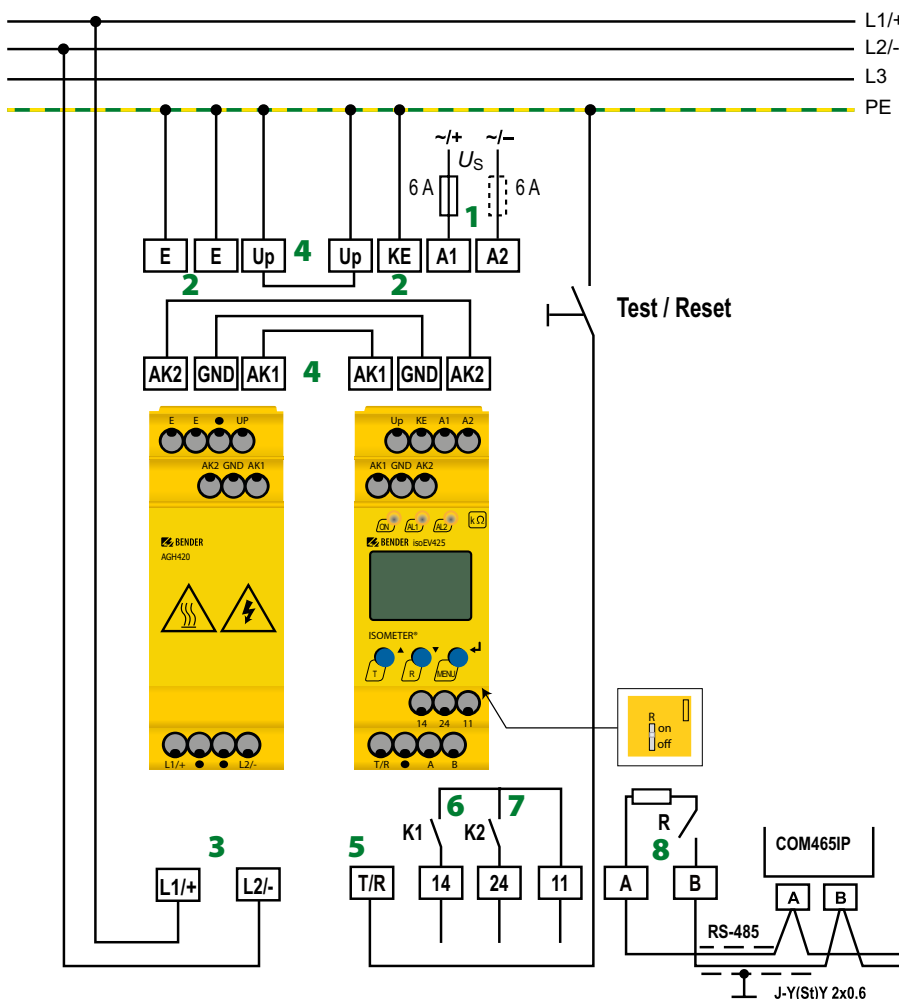 L1/+
L2/-
L3
PE
~/+ ~/–
US
6 A 6 A
1
E E Up 4 Up KE A1 A2
2 2
Test / Reset
AK2 GND AK1 4 AK1 GND AK2
E E UP
AK2 GND AK1
BENDER
AGH420
L1/+ L2/-
Up KE A1 A2
AK1 GND AK2
ON AL1 AL2 kΩ
BENDER isoEV425
ISOMETER®
T R MENU
14 24 11
T/R A B
R
on
off
3
L1/+ L2/-
6 7
K1 K2
5
T/R 14 24 11
R
8
A B
COM465IP
A B
RS-485
J-Y(St)Y 2x0,6